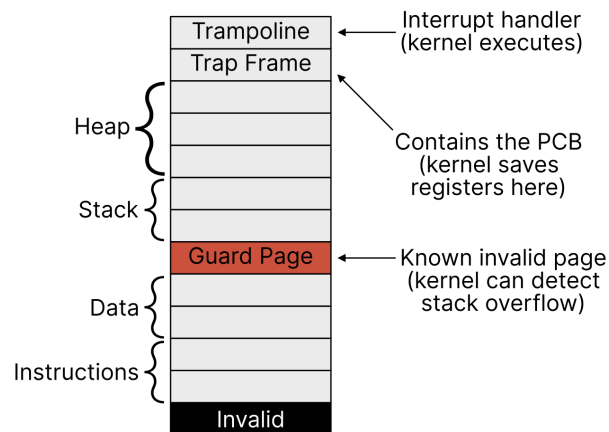 Trampoline
Interrupt handler
(kernel executes)
Trap Frame
Heap
Contains the PCB
(kernel saves
registers here)
Stack
Guard Page
Known invalid page
(kernel can detect
stack overflow)
Data
Instructions
Invalid